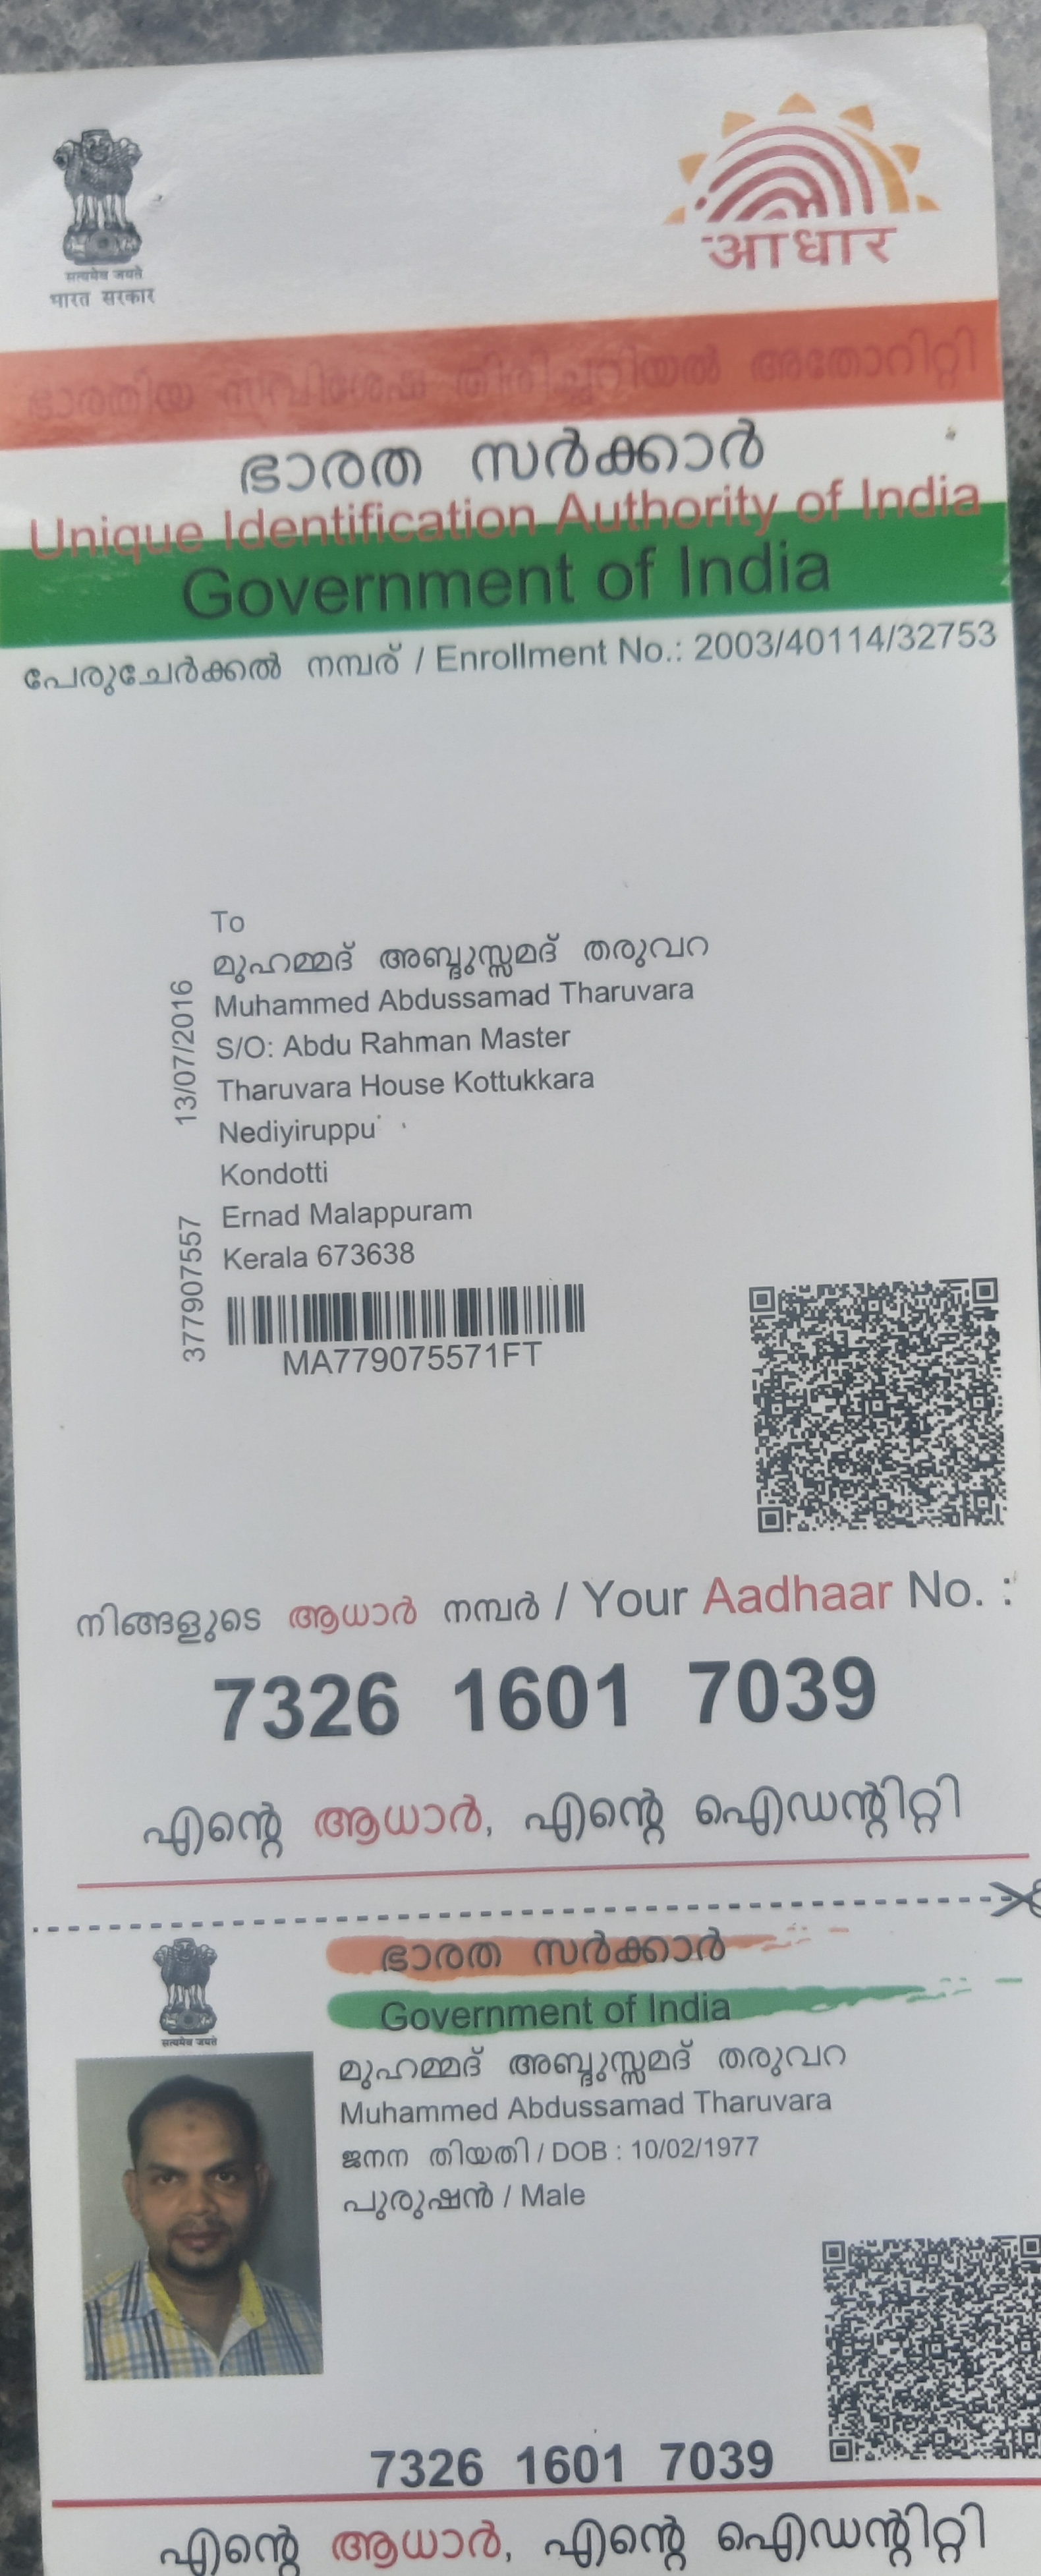 सत्यमेव जयते
भारत सरकार
आधार
ഭാരതിയ സവിശേഷ തിരിച്ചറിയൽ അതോറിറ്റി
ഭാരത സർക്കാർ
Unique Identification Authority of India
Government of India
പേരുചേർക്കൽ നമ്പര് / Enrollment No.: 2003/40114/32753
To
മുഹമ്മദ് അബ്ദുസ്സമദ് തരുവറ
Muhammed Abdussamad Tharuvara
S/O: Abdu Rahman Master
Tharuvara House Kottukkara
Nediyiruppu
Kondotti
Ernad Malappuram
Kerala 673638
13/07/2016
377907557
MA779075571FT
നിങ്ങളുടെ ആധാർ നമ്പർ / Your Aadhaar No. :
7326 1601 7039
എന്റെ ആധാർ, എന്റെ ഐഡന്റിറ്റി
ഭാരത സർക്കാർ
Government of India
सत्यमेव जयते
മുഹമ്മദ് അബ്ദുസ്സമദ് തരുവറ
Muhammed Abdussamad Tharuvara
ജനന തിയതി / DOB : 10/02/1977
പുരുഷൻ / Male
7326 1601 7039
എന്റെ ആധാർ, എന്റെ ഐഡന്റിറ്റി